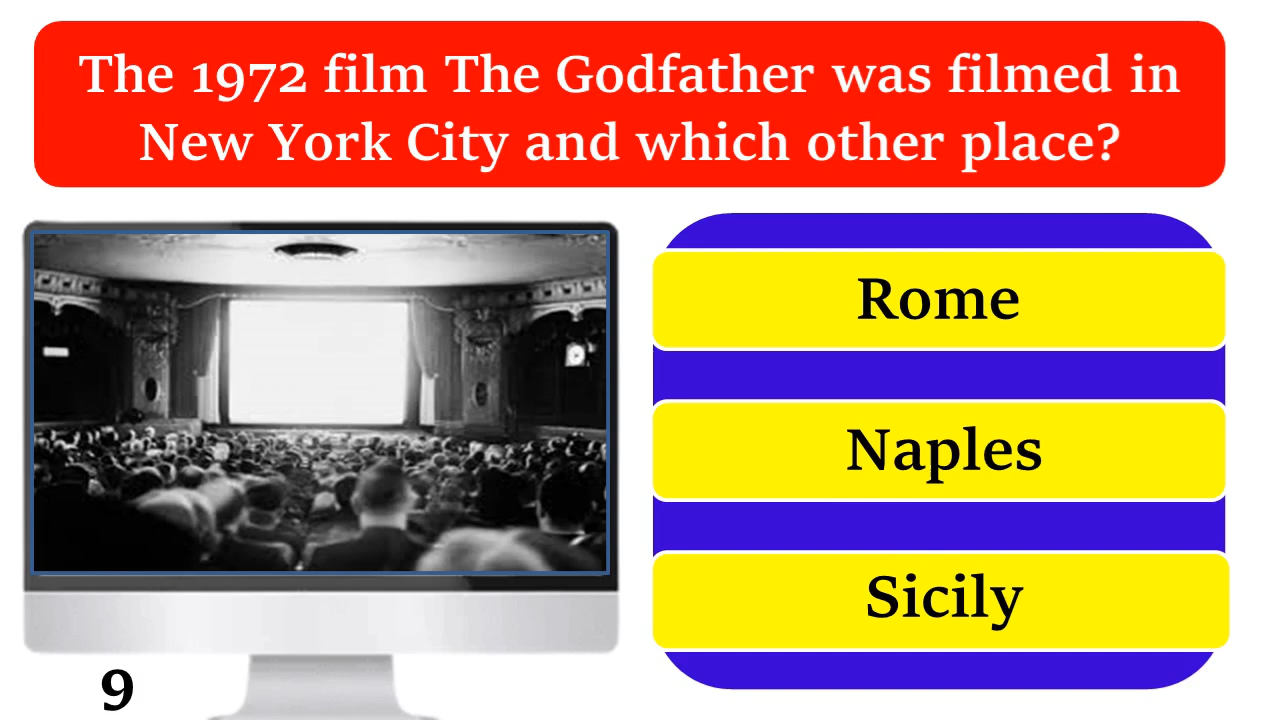 The 1972 film The Godfather was filmed in
New York City and which other place?
Rome
Naples
Sicily
9